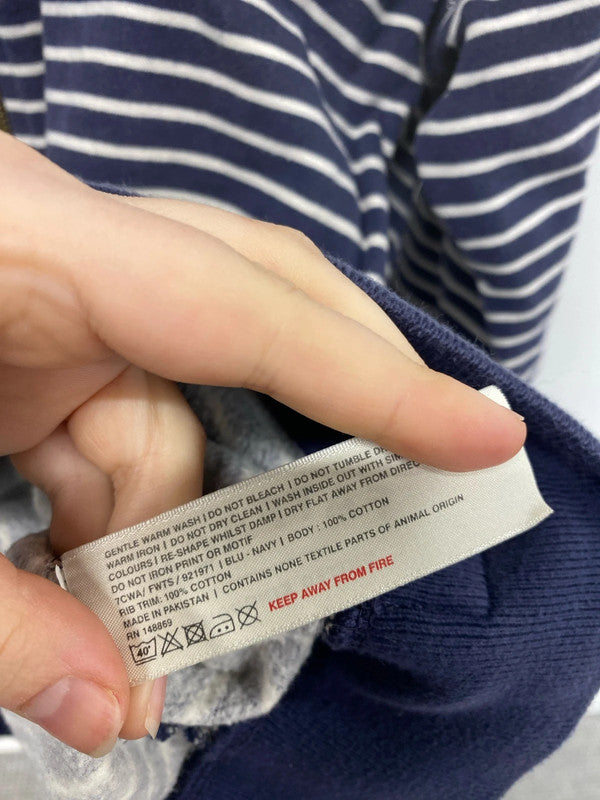 GENTLE WARM WASH | DO NOT BLEACH | DO NOT TUMBLE
WARM IRON | DO NOT DRY CLEAN | WASH INSIDE OUT WITH
COLOURS | RE-SHAPE WHILST DAMP | DRY FLAT AWAY FROM
DO NOT IRON PRINT OR MOTIF
7CWA/ FWTS / 921971 | BLU - NAVY | BODY : 100% COTTON
RIB TRIM: 100% COTTON
MADE IN PAKISTAN | CONTAINS NONE TEXTILE PARTS OF ANIMAL ORIGIN
RN 148869
40° KEEP AWAY FROM FIRE